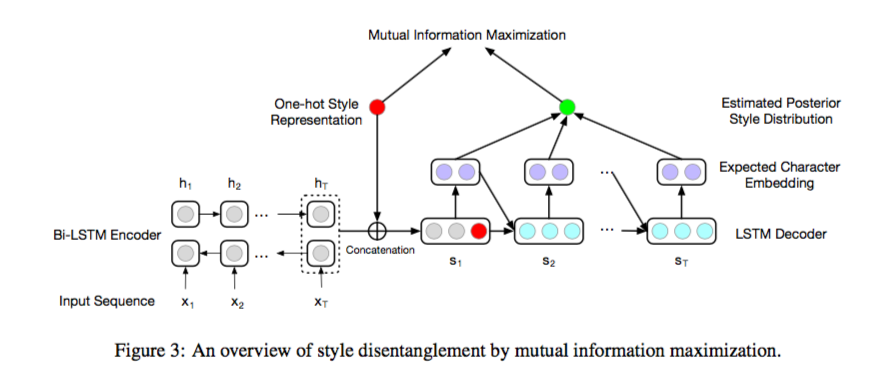 Mutual Information Maximization
One-hot Style
Representation
Estimated Posterior
Style Distribution
Expected Character
Embedding
h1
h2
hT
...
...
Bi-LSTM Encoder
...
...
Concatenation
LSTM Decoder
s1
s2
sT
Input Sequence
x1
x2
xT
Figure 3: An overview of style disentanglement by mutual information maximization.